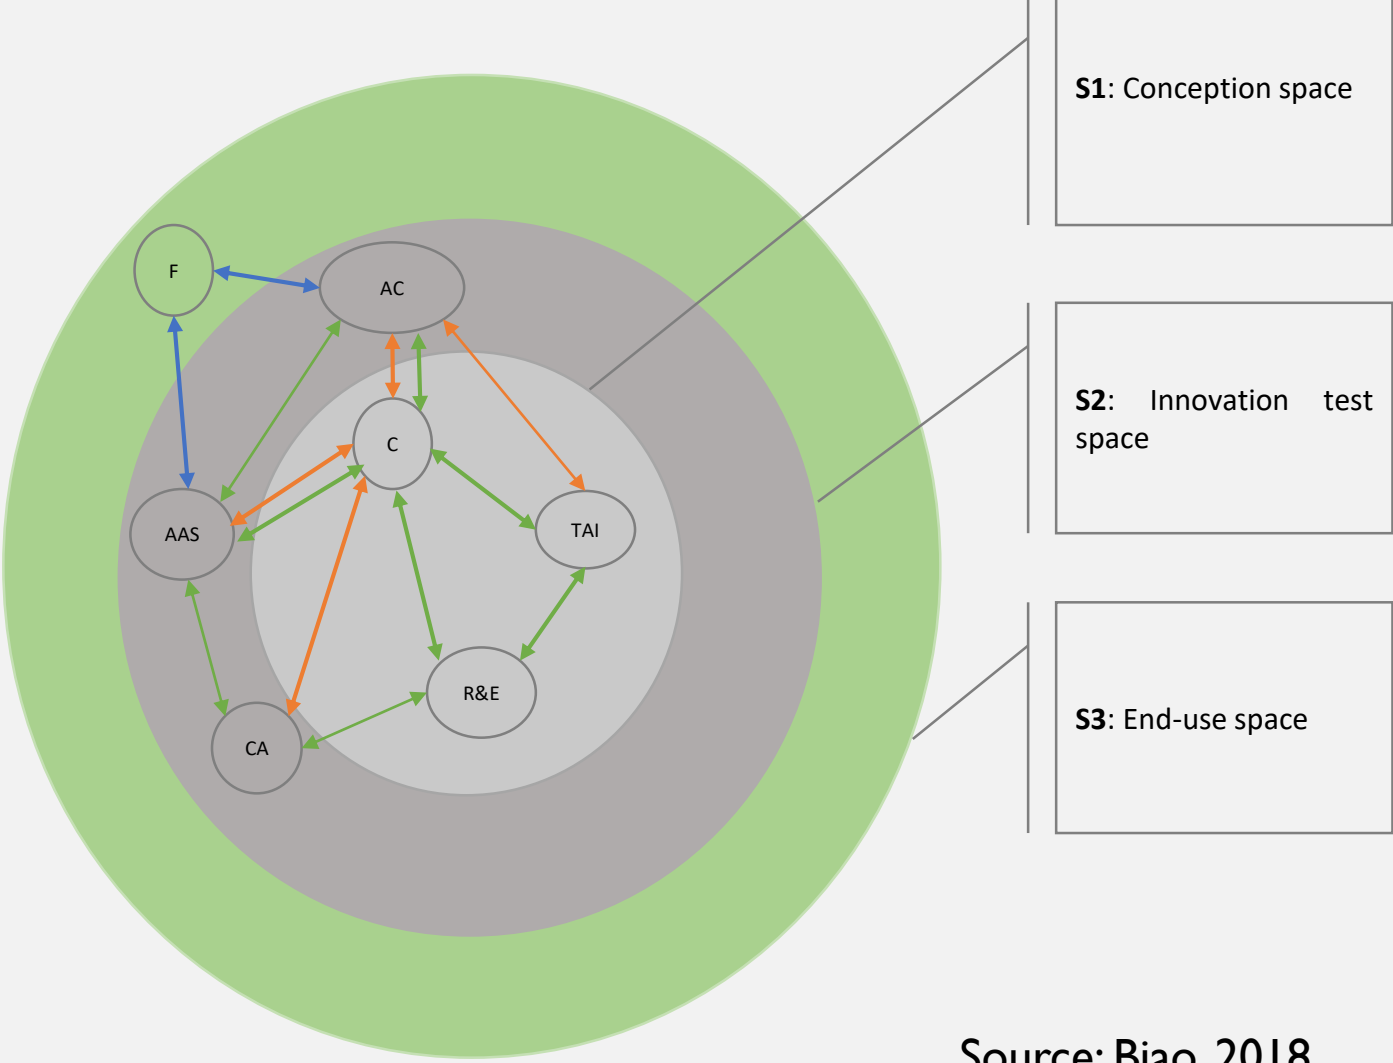 S1: Conception space
F
AC
C
S2: Innovation test
space
AAS
TAI
R&E
CA
S3: End-use space
Source: Biao, 2018